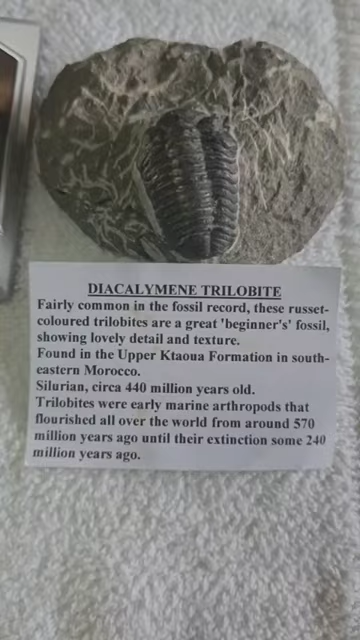 DIACALYMENE TRILOBITE
Fairly common in the fossil record, these russet-
coloured trilobites are a great 'beginner's' fossil,
showing lovely detail and texture.
Found in the Upper Ktaoua Formation in south-
eastern Morocco.
Silurian, circa 440 million years old.
Trilobites were early marine arthropods that
flourished all over the world from around 570
million years ago until their extinction some 240
million years ago.